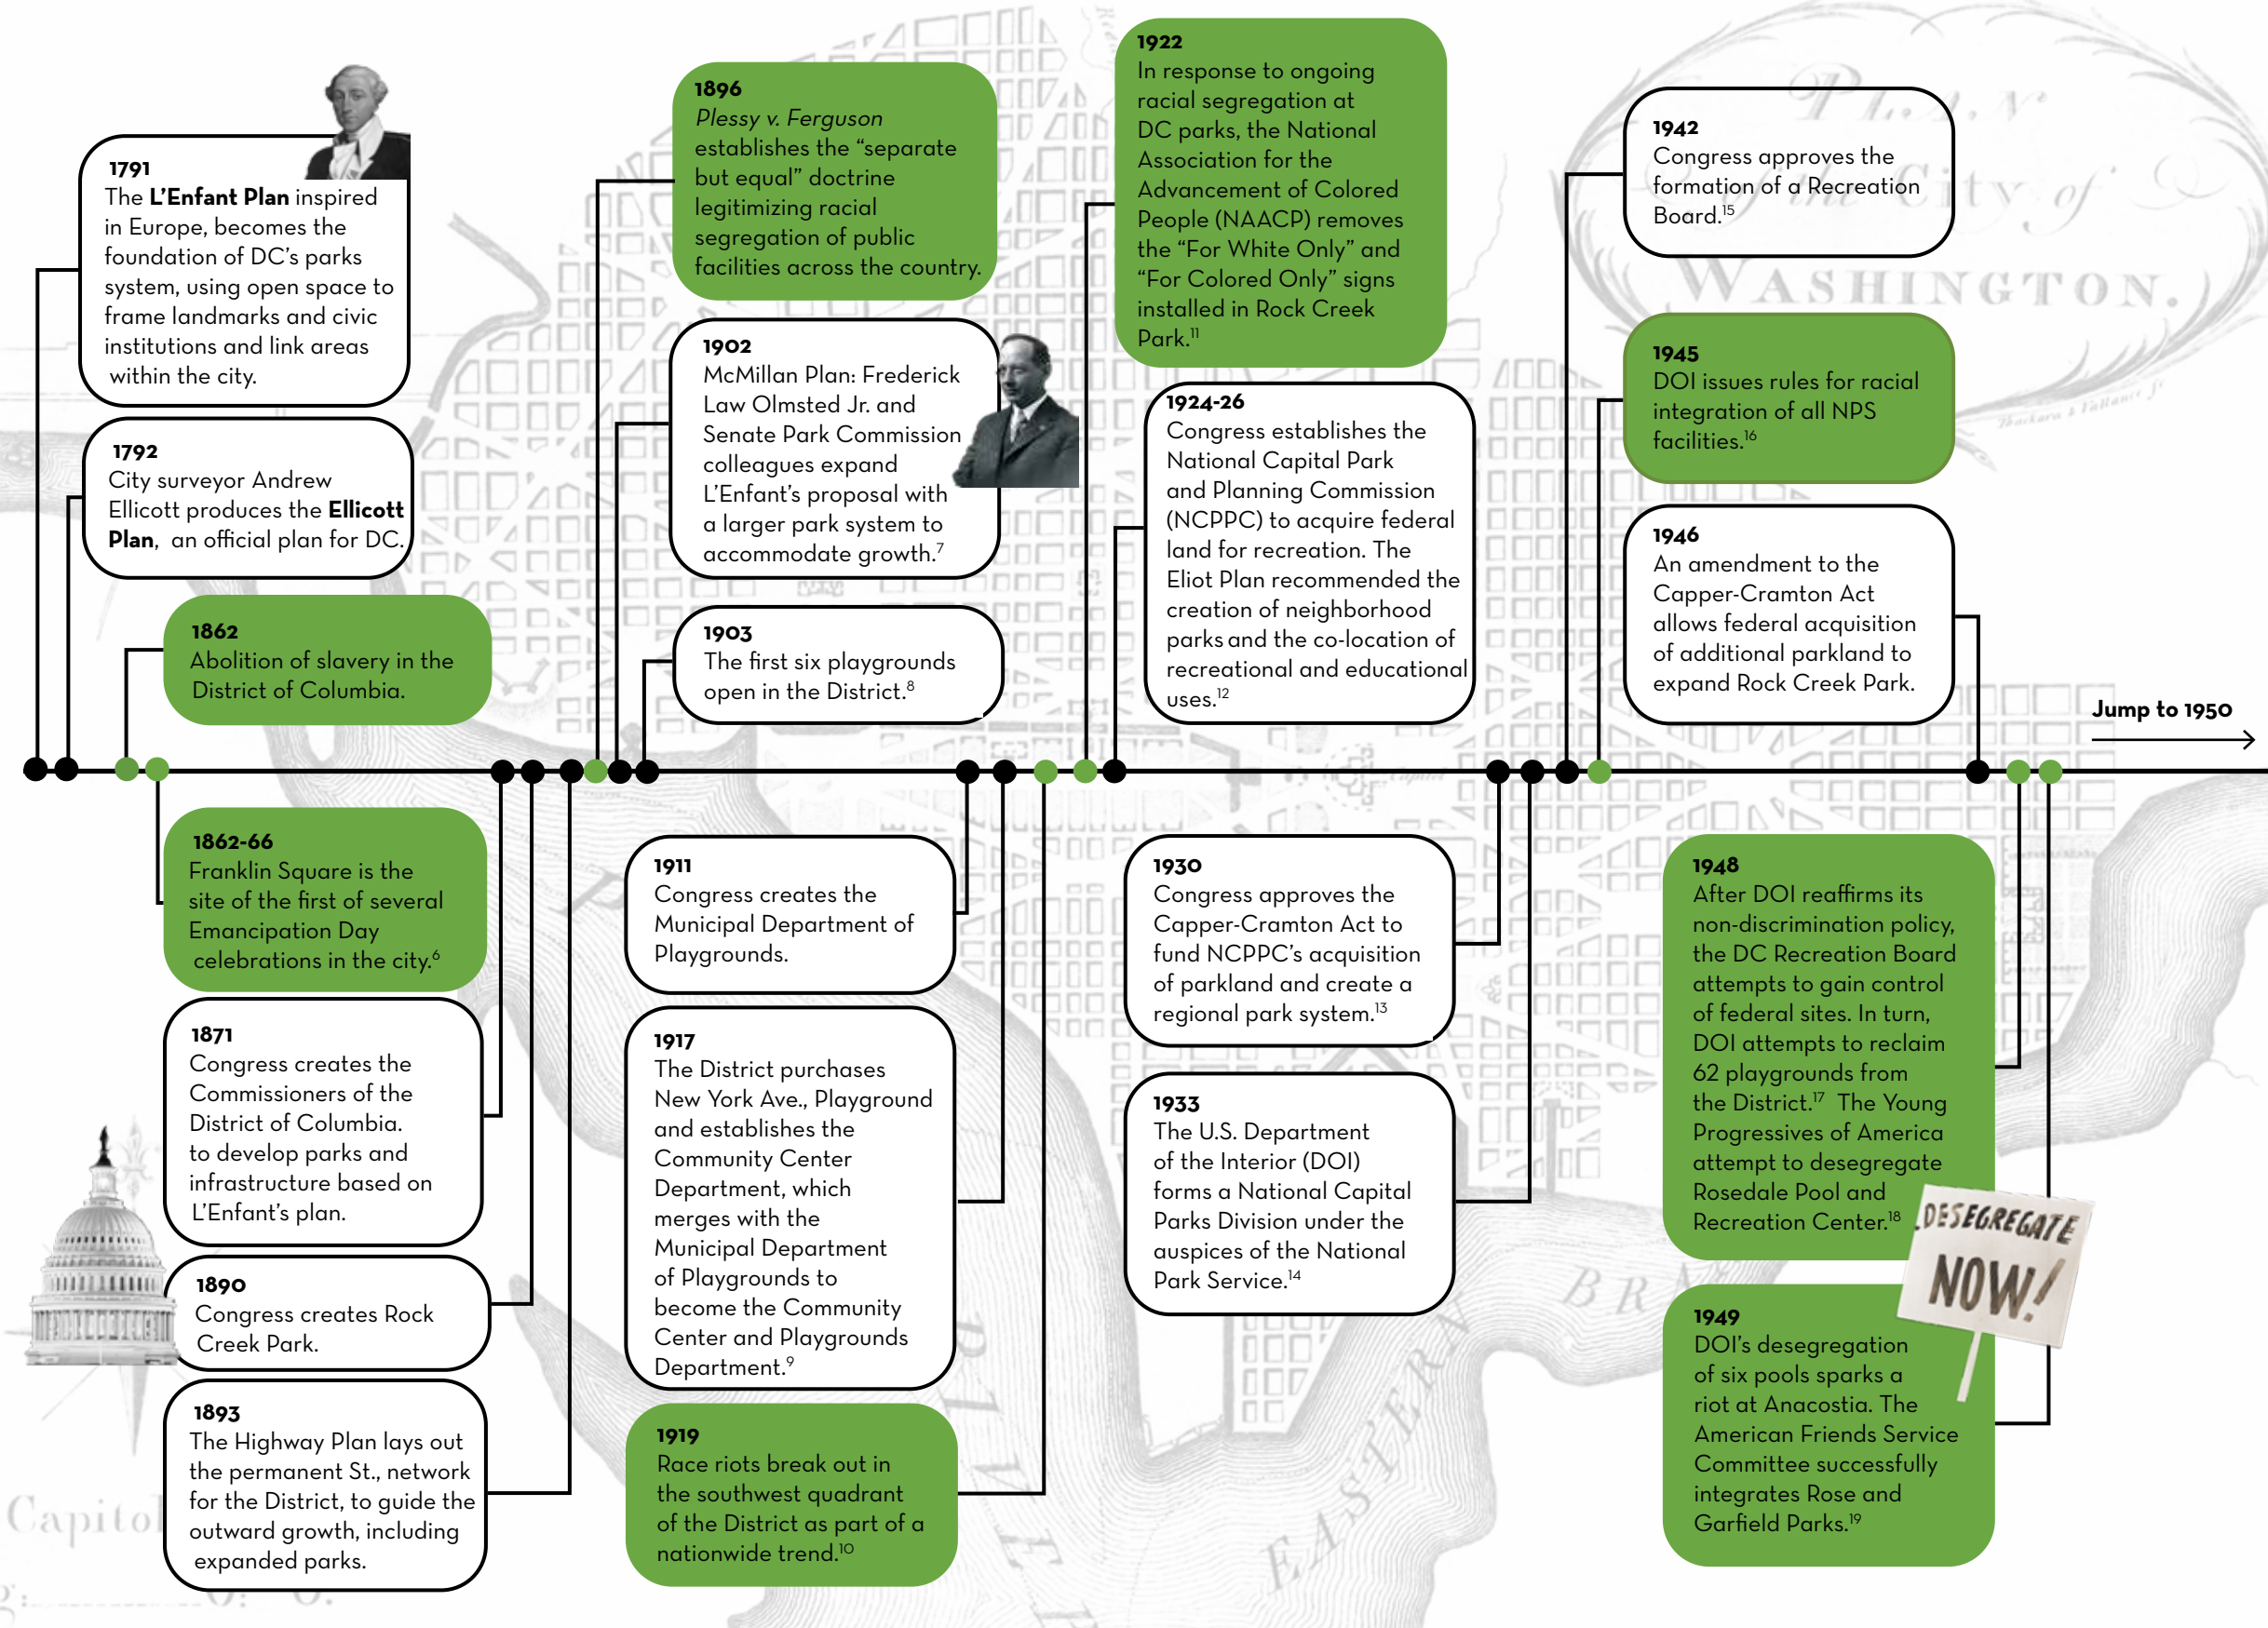 1791
The L'Enfant Plan inspired
in Europe, becomes the
foundation of DC's parks
system, using open space to
frame landmarks and civic
institutions and link areas
within the city.
1792
City surveyor Andrew
Ellicott produces the Ellicott
Plan, an official plan for DC.
1862
Abolition of slavery in the
District of Columbia.
1862-66
Franklin Square is the
site of the first of several
Emancipation Day
celebrations in the city.6
1871
Congress creates the
Commissioners of the
District of Columbia.
to develop parks and
infrastructure based on
L'Enfant's plan.
1890
Congress creates Rock
Creek Park.
1893
The Highway Plan lays out
the permanent St., network
for the District, to guide the
outward growth, including
expanded parks.
1896
Plessy v. Ferguson
establishes the “separate
but equal” doctrine
legitimizing racial
segregation of public
facilities across the country.
1902
McMillan Plan: Frederick
Law Olmsted Jr. and
Senate Park Commission
colleagues expand
L'Enfant's proposal with
a larger park system to
accommodate growth.7
1903
The first six playgrounds
open in the District.8
1911
Congress creates the
Municipal Department of
Playgrounds.
1917
The District purchases
New York Ave., Playground
and establishes the
Community Center
Department, which
merges with the
Municipal Department
of Playgrounds to
become the Community
Center and Playgrounds
Department.9
1919
Race riots break out in
the southwest quadrant
of the District as part of a
nationwide trend.10
1922
In response to ongoing
racial segregation at
DC parks, the National
Association for the
Advancement of Colored
People (NAACP) removes
the “For White Only” and
“For Colored Only” signs
installed in Rock Creek
Park.11
1924-26
Congress establishes the
National Capital Park
and Planning Commission
(NCPPC) to acquire federal
land for recreation. The
Eliot Plan recommended the
creation of neighborhood
parks and the co-location of
recreational and educational
uses.12
1930
Congress approves the
Capper-Cramton Act to
fund NCPPC's acquisition
of parkland and create a
regional park system.13
1933
The U.S. Department
of the Interior (DOI)
forms a National Capital
Parks Division under the
auspices of the National
Park Service.14
1942
Congress approves the
formation of a Recreation
Board.15
1945
DOI issues rules for racial
integration of all NPS
facilities.16
1946
An amendment to the
Capper-Cramton Act
allows federal acquisition
of additional parkland to
expand Rock Creek Park.
1948
After DOI reaffirms its
non-discrimination policy,
the DC Recreation Board
attempts to gain control
of federal sites. In turn,
DOI attempts to reclaim
62 playgrounds from
the District.17 The Young
Progressives of America
attempt to desegregate
Rosedale Pool and
Recreation Center.18
DESEGREGATE
NOW!
1949
DOI's desegregation
of six pools sparks a
riot at Anacostia. The
American Friends Service
Committee successfully
integrates Rose and
Garfield Parks.19
Jump to 1950
PLAN
of the City of
WASHINGTON.
Thackara & Vallance
Capitol
EASTERN
BRA